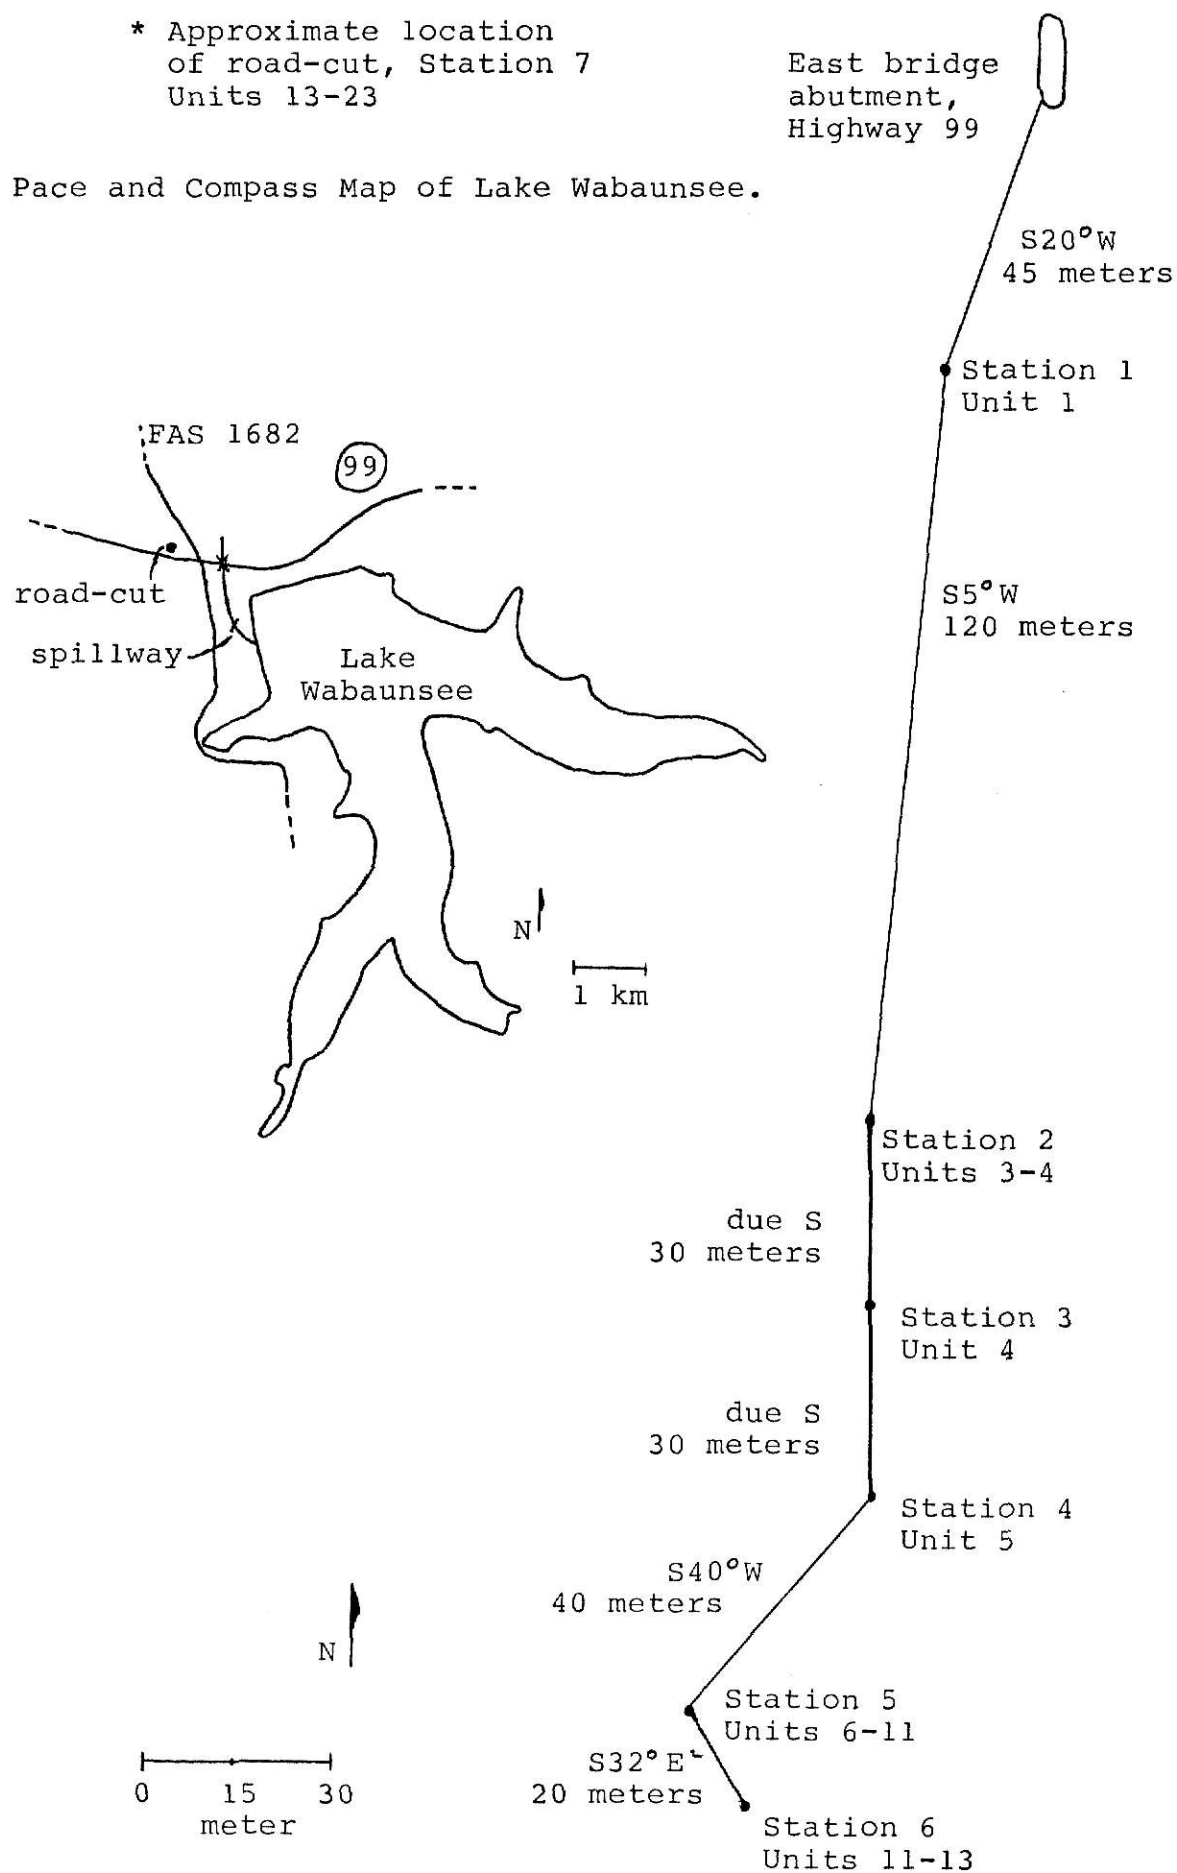 * Approximate location
of road-cut, Station 7
Units 13-23
East bridge
abutment,
Highway 99
Pace and Compass Map of Lake Wabaunsee.
S20°W
45 meters
Station 1
Unit 1
FAS 1682
99
road-cut
spillway
Lake
Wabaunsee
S5°W
120 meters
N
1 km
Station 2
Units 3-4
due S
30 meters
Station 3
Unit 4
due S
30 meters
Station 4
Unit 5
S40°W
40 meters
N
Station 5
Units 6-11
S32°E
20 meters
0 15 30
meter
Station 6
Units 11-13